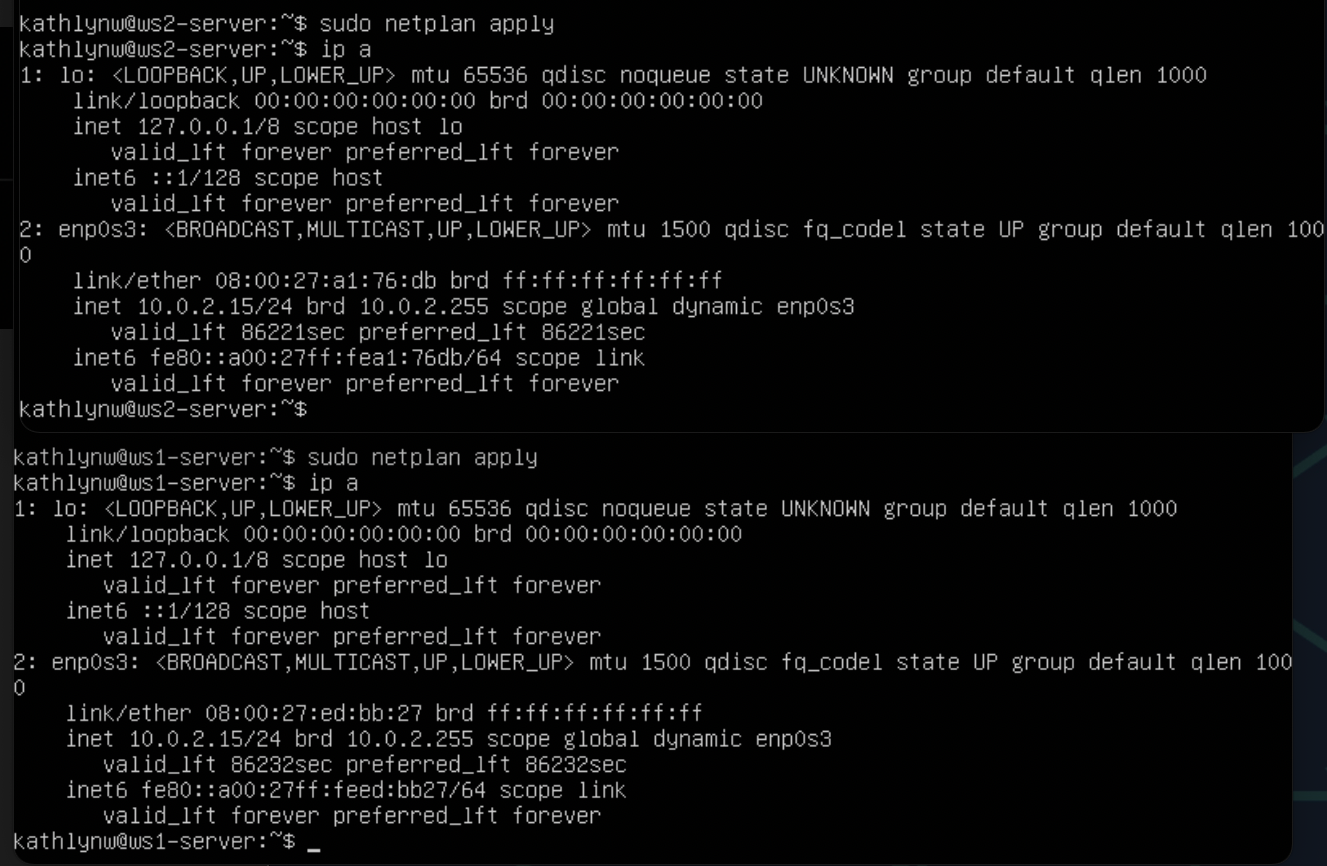 kathlynw@ws2-server:~$ sudo netplan apply
kathlynw@ws2-server:~$ ip a
1: lo: <LOOPBACK,UP,LOWER_UP> mtu 65536 qdisc noqueue state UNKNOWN group default qlen 1000
    link/loopback 00:00:00:00:00:00 brd 00:00:00:00:00:00
    inet 127.0.0.1/8 scope host lo
       valid_lft forever preferred_lft forever
    inet6 ::1/128 scope host
       valid_lft forever preferred_lft forever
2: enp0s3: <BROADCAST,MULTICAST,UP,LOWER_UP> mtu 1500 qdisc fq_codel state UP group default qlen 100
0
    link/ether 08:00:27:a1:76:db brd ff:ff:ff:ff:ff:ff
    inet 10.0.2.15/24 brd 10.0.2.255 scope global dynamic enp0s3
       valid_lft 86221sec preferred_lft 86221sec
    inet6 fe80::a00:27ff:fea1:76db/64 scope link
       valid_lft forever preferred_lft forever
kathlynw@ws2-server:~$
kathlynw@ws1-server:~$ sudo netplan apply
kathlynw@ws1-server:~$ ip a
1: lo: <LOOPBACK,UP,LOWER_UP> mtu 65536 qdisc noqueue state UNKNOWN group default qlen 1000
    link/loopback 00:00:00:00:00:00 brd 00:00:00:00:00:00
    inet 127.0.0.1/8 scope host lo
       valid_lft forever preferred_lft forever
    inet6 ::1/128 scope host
       valid_lft forever preferred_lft forever
2: enp0s3: <BROADCAST,MULTICAST,UP,LOWER_UP> mtu 1500 qdisc fq_codel state UP group default qlen 100
0
    link/ether 08:00:27:ed:bb:27 brd ff:ff:ff:ff:ff:ff
    inet 10.0.2.15/24 brd 10.0.2.255 scope global dynamic enp0s3
       valid_lft 86232sec preferred_lft 86232sec
    inet6 fe80::a00:27ff:feed:bb27/64 scope link
       valid_lft forever preferred_lft forever
kathlynw@ws1-server:~$ _